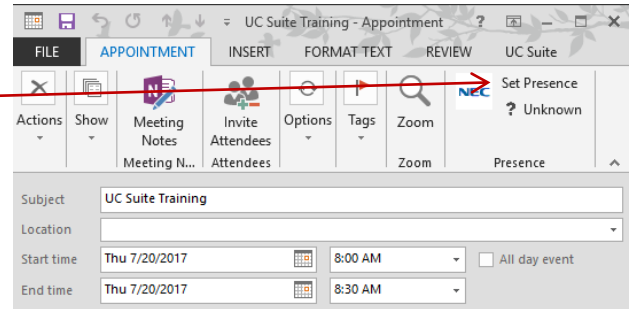 UC Suite Training - Appointment ?
FILE APPOINTMENT INSERT FORMAT TEXT REVIEW UC Suite
NEC Set Presence
? Unknown
Actions Show Meeting Notes Invite Attendees Options Tags Zoom
Meeting N... Attendees Zoom Presence
Subject UC Suite Training
Location
Start time Thu 7/20/2017 8:00 AM All day event
End time Thu 7/20/2017 8:30 AM